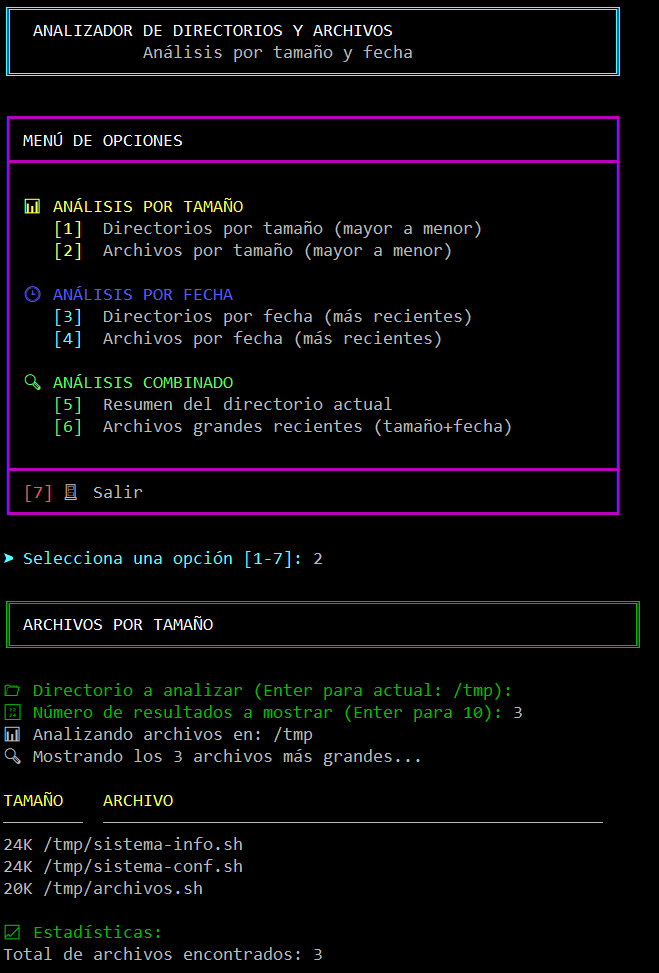 ANALIZADOR DE DIRECTORIOS Y ARCHIVOS
Análisis por tamaño y fecha
MENÚ DE OPCIONES
📊 ANÁLISIS POR TAMAÑO
[1] Directorios por tamaño (mayor a menor)
[2] Archivos por tamaño (mayor a menor)
🕒 ANÁLISIS POR FECHA
[3] Directorios por fecha (más recientes)
[4] Archivos por fecha (más recientes)
🔍 ANÁLISIS COMBINADO
[5] Resumen del directorio actual
[6] Archivos grandes recientes (tamaño+fecha)
[7] 🚪 Salir
➤ Selecciona una opción [1-7]: 2
ARCHIVOS POR TAMAÑO
📂 Directorio a analizar (Enter para actual: /tmp):
🔢 Número de resultados a mostrar (Enter para 10): 3
📊 Analizando archivos en: /tmp
🔍 Mostrando los 3 archivos más grandes...
TAMAÑO ARCHIVO
24K /tmp/sistema-info.sh
24K /tmp/sistema-conf.sh
20K /tmp/archivos.sh
📈 Estadísticas:
Total de archivos encontrados: 3